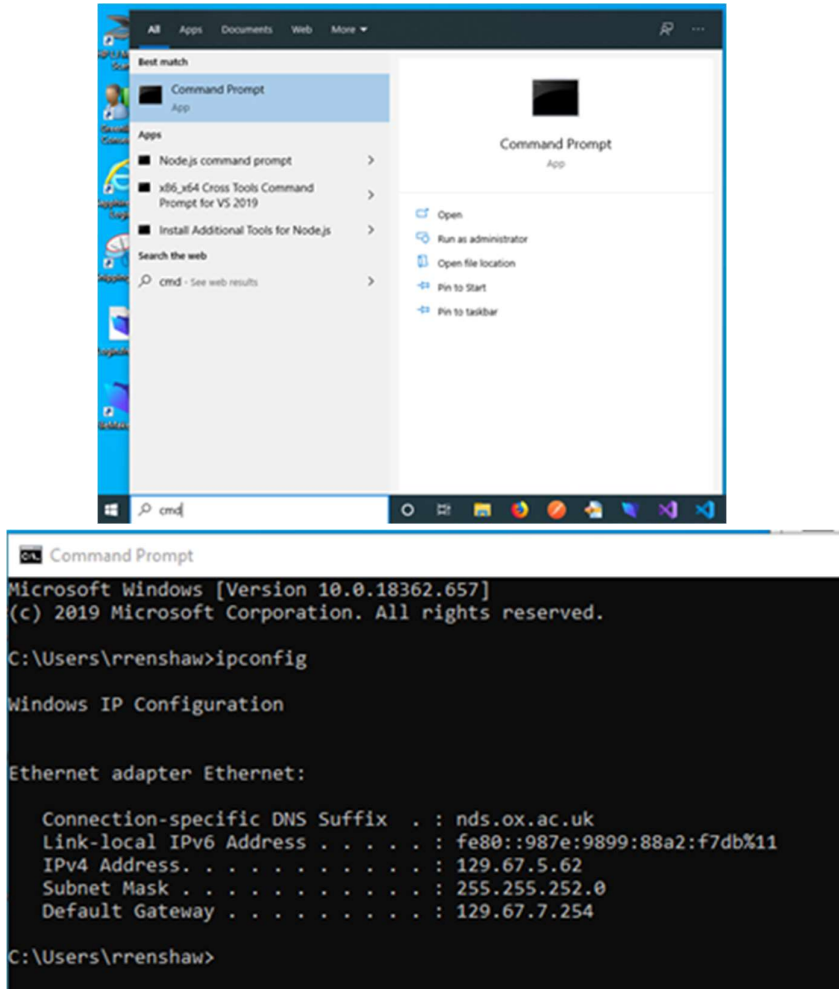 All Apps Documents Web More
Best match
Command Prompt
App
Apps
Node.js command prompt
x86_x64 Cross Tools Command
Prompt for VS 2019
Install Additional Tools for Node.js
Search the web
cmd - See web results
Command Prompt
App
Open
Run as administrator
Open file location
Pin to Start
Pin to taskbar
cmd
Command Prompt
Microsoft Windows [Version 10.0.18362.657]
(c) 2019 Microsoft Corporation. All rights reserved.
C:\Users\rrenshaw>ipconfig
Windows IP Configuration
Ethernet adapter Ethernet:
Connection-specific DNS Suffix . : nds.ox.ac.uk
Link-local IPv6 Address . . . . . : fe80::987e:9899:88a2:f7db%11
IPv4 Address. . . . . . . . . . . : 129.67.5.62
Subnet Mask . . . . . . . . . . . : 255.255.252.0
Default Gateway . . . . . . . . . : 129.67.7.254
C:\Users\rrenshaw>